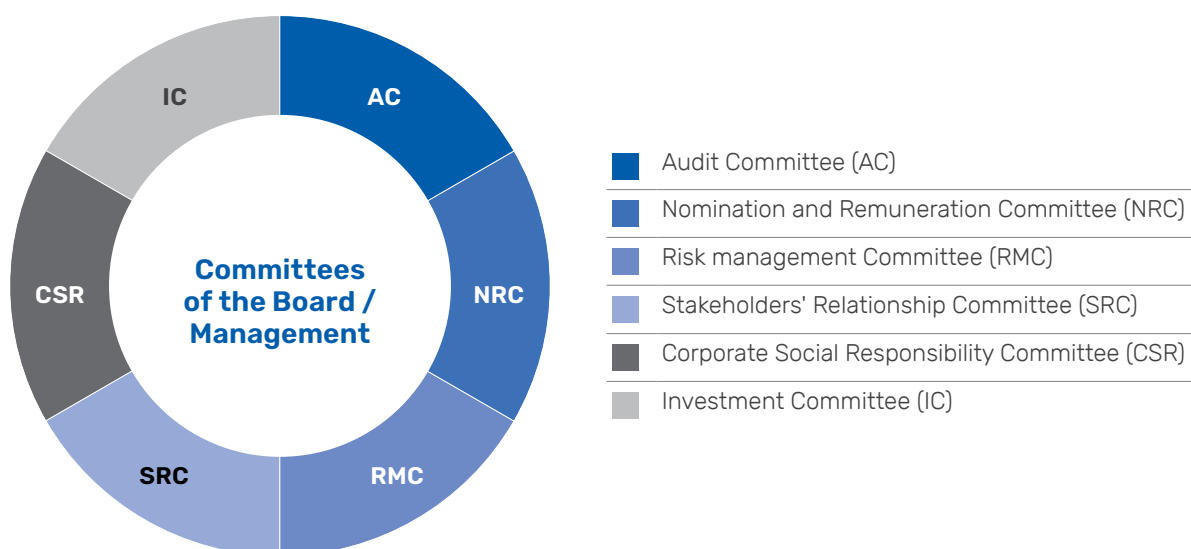 IC
AC
CSR
Committees
of the Board /
Management
NRC
SRC
RMC
Audit Committee (AC)
Nomination and Remuneration Committee (NRC)
Risk management Committee (RMC)
Stakeholders' Relationship Committee (SRC)
Corporate Social Responsibility Committee (CSR)
Investment Committee (IC)